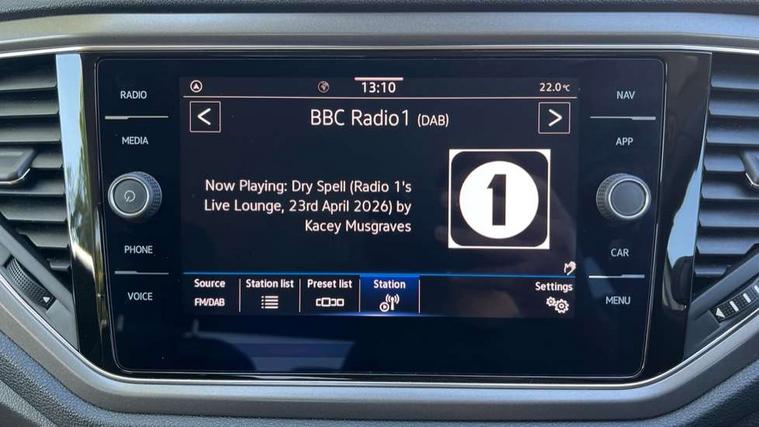 RADIO
MEDIA
PHONE
VOICE
13:10
22.0°C
BBC Radio 1 (DAB)
Now Playing: Dry Spell (Radio 1's
Live Lounge, 23rd April 2026) by
Kacey Musgraves
1
Source
FM/DAB
Station list
Preset list
Station
Settings
NAV
APP
CAR
MENU